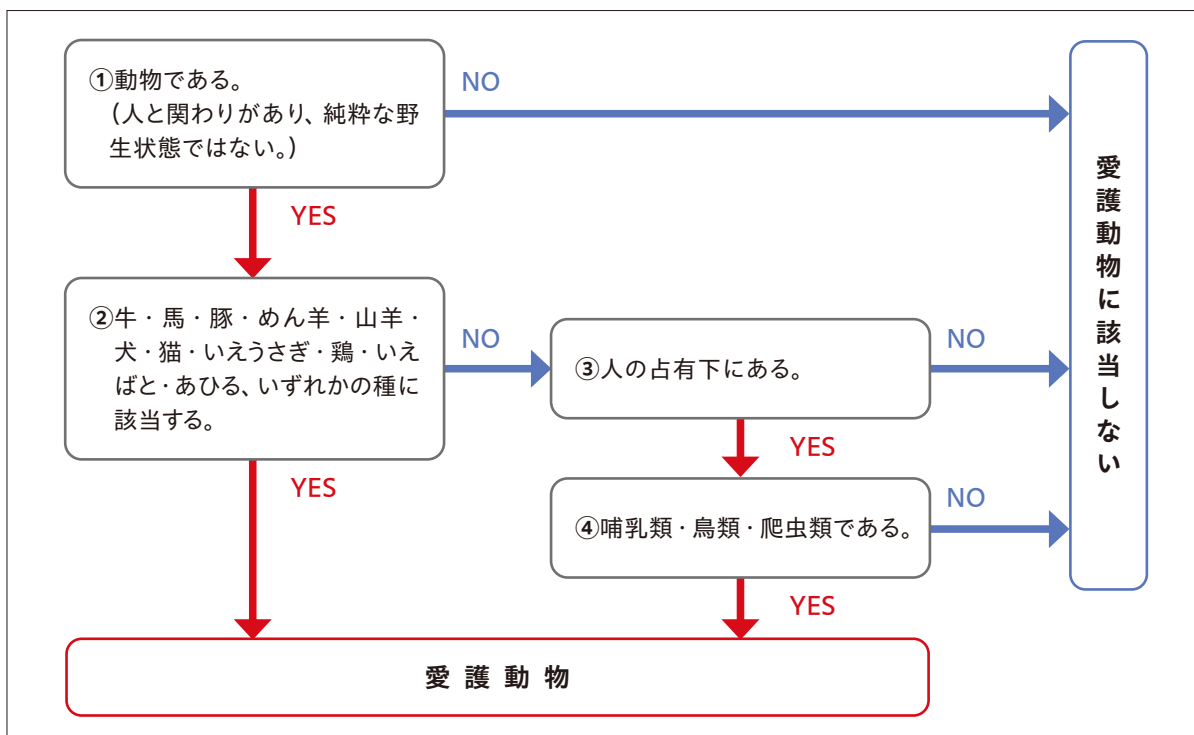 ①動物である。
(人と関わりがあり、純粋な野
生状態ではない。)
NO
YES
②牛・馬・豚・めん羊・山羊・
犬・猫・いえうさぎ・鶏・いえ
ばと・あひる、いずれかの種に
該当する。
NO
③人の占有下にある。
NO
YES
YES
④哺乳類・鳥類・爬虫類である。
NO
YES
愛護動物
愛護動物に該当しない